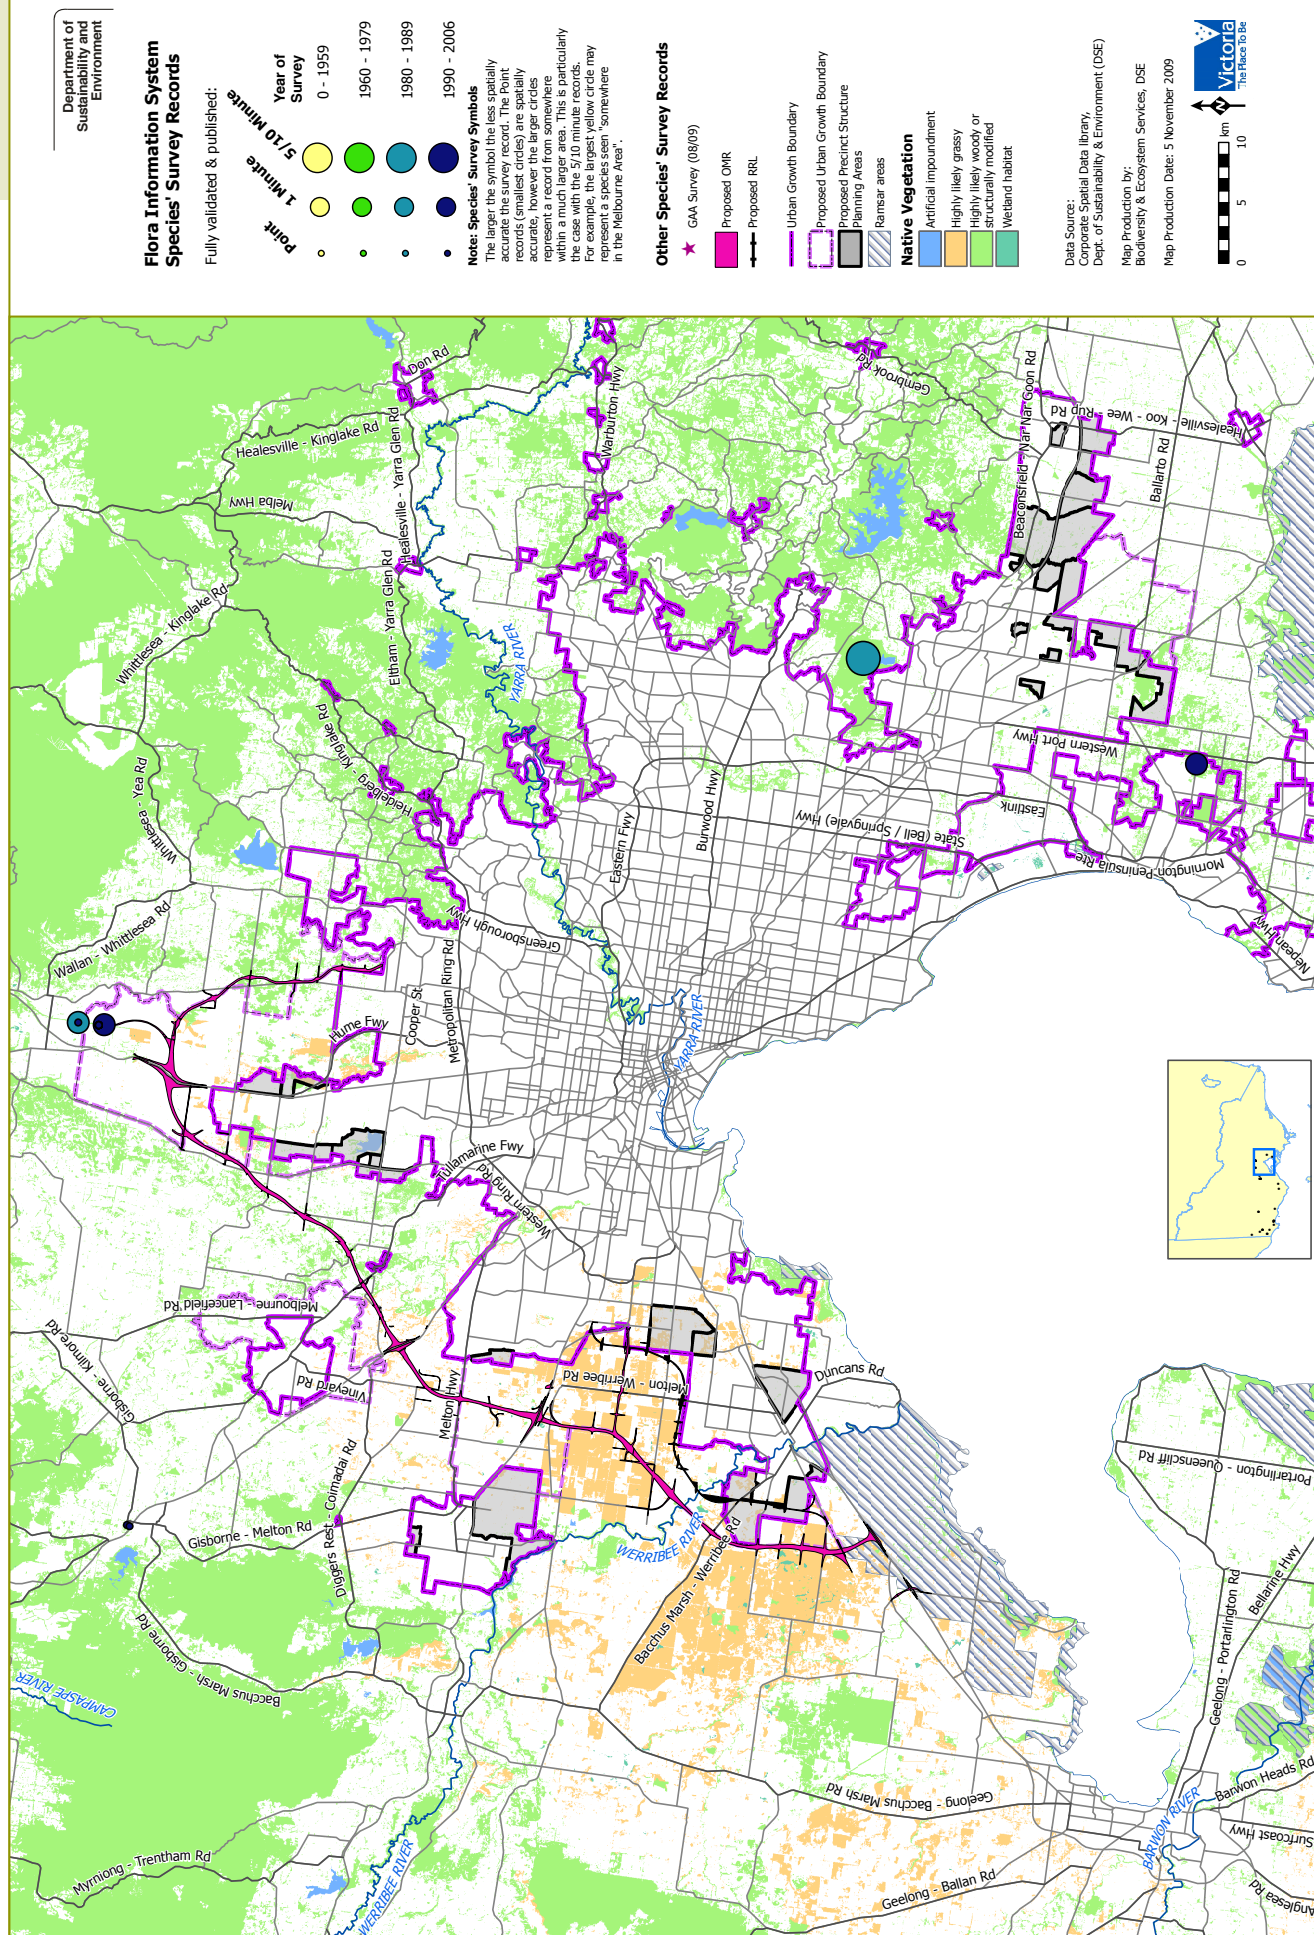 Department of
Sustainability and
Environment
Flora Information System
Species' Survey Records
Fully validated & published:
Point
1 Minute
5/10 Minute
Year of
Survey
0 - 1959
1960 - 1979
1980 - 1989
1990 - 2006
Note: Species' Survey Symbols
The larger the symbol the less spatially
accurate the survey record. The Point
records (smallest circles) are spatially
accurate, however the larger circles
represent a record from somewhere
within a much larger area. This is particularly
the case with the 5/10 minute records.
For example, the largest yellow circle may
represent a species seen "somewhere
in the Melbourne Area".
Other Species' Survey Records
GAA Survey (08/09)
Proposed OMR
Proposed RRL
Urban Growth Boundary
Proposed Urban Growth Boundary
Proposed Precinct Structure
Planning Areas
Ramsar areas
Native Vegetation
Artificial impoundment
Highly likely grassy
Highly likely woody or
structurally modified
Wetland habitat
Data Source:
Corporate Spatial Data library,
Dept. of Sustainability & Environment (DSE)
Map Production by:
Biodiversity & Ecosystem Services, DSE
Map Production Date: 5 November 2009
0
5
10
km
N
Victoria
The Place To Be
CAMPASPE RIVER
Myrniong - Trentham Rd
WERRIBEE RIVER
Bacchus Marsh - Gisborne Rd
Gisborne - Kilmore Rd
Gisborne - Melton Rd
Diggers Rest - Coimadai Rd
Melbourne - Lancefield Rd
Vineyard Rd
Melton Hwy
Melton - Werribee Rd
WERRIBEE RIVER
Bacchus Marsh - Werribee Rd
Duncans Rd
Geelong - Bacchus Marsh Rd
Geelong - Ballan Rd
BARWON RIVER
Barwon Heads Rd
Surfcoast Hwy
Anglesea Rd
Geelong - Portarlington Rd
Bellarine Hwy
Portarlington - Queenscliff Rd
Wallan - Whittlesea Rd
Whittlesea - Yea Rd
Whittlesea - Kinglake Rd
Hume Fwy
Cooper St
Metropolitan Ring Rd
Tullamarine Fwy
Western Ring Rd
Greensborough Hwy
Heidelberg - Kinglake Rd
Melba Hwy
Healesville - Kinglake Rd
Don Rd
Healesville - Yarra Glen Rd
Eltham - Yarra Glen Rd
YARRA RIVER
YARRA RIVER
Warburton Hwy
Eastern Fwy
Burwood Hwy
State (Bell / Springvale) Hwy
Eastlink
Mornington Peninsula Rte
Nepean Hwy
Western Port Hwy
Gembrook Rd
Beaconsfield - Nar Nar Goon Rd
Healesville - Koo - Wee - Rup Rd
Ballarto Rd